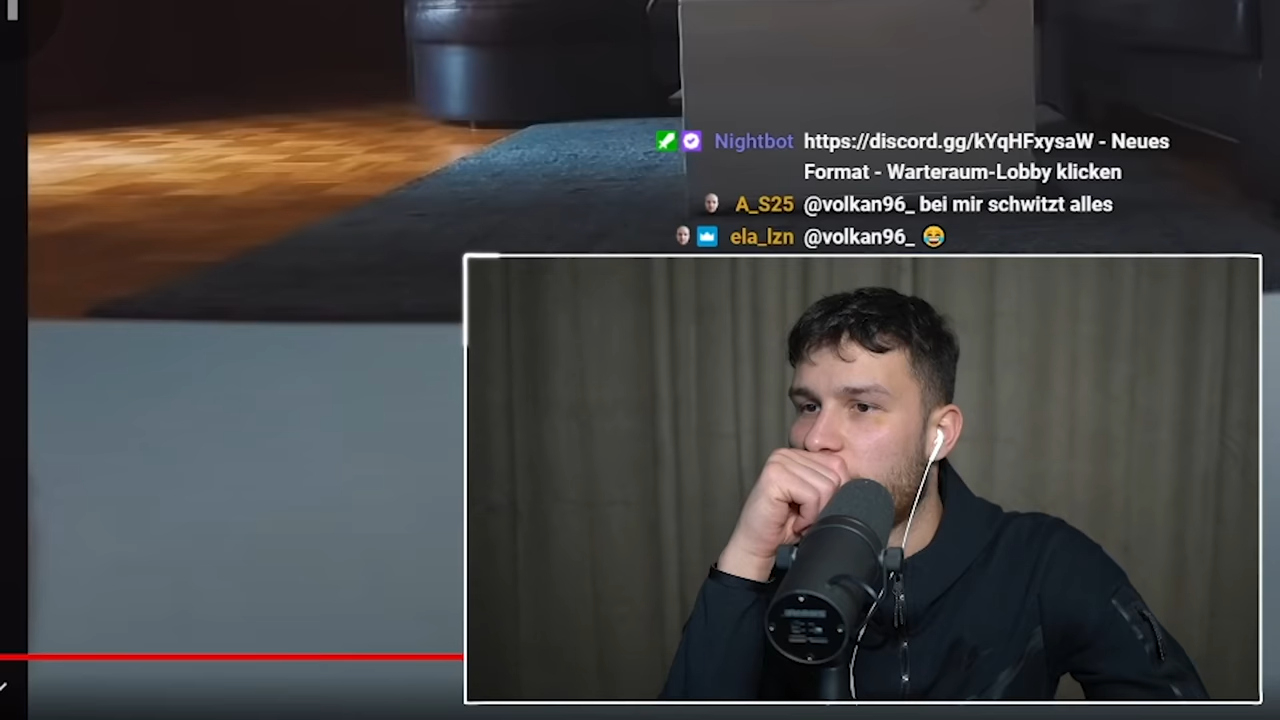 Nightbot https://discord.gg/kYqHFxysaW - Neues
Format - Warteraum-Lobby klicken
A_S25 @volkan96_ bei mir schwitzt alles
ela_lzn @volkan96_ 😂